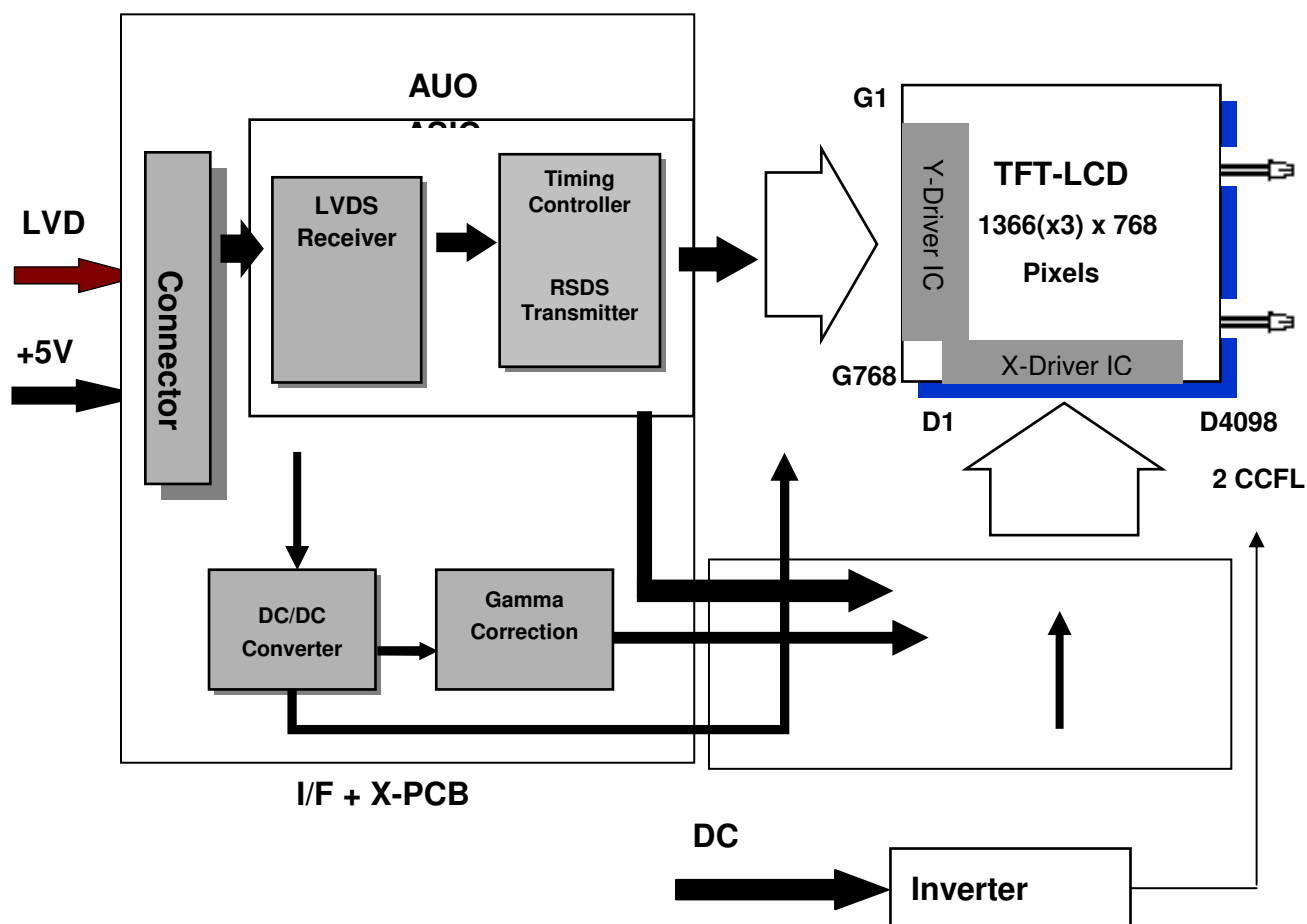 AUO
ASIC
G1
LVD
+5V
Connector
LVDS
Receiver
Timing
Controller
RSDS
Transmitter
Y-Driver IC
TFT-LCD
1366(x3) x 768
Pixels
X-Driver IC
G768
D1
D4098
2 CCFL
DC/DC
Converter
Gamma
Correction
I/F + X-PCB
DC
Inverter